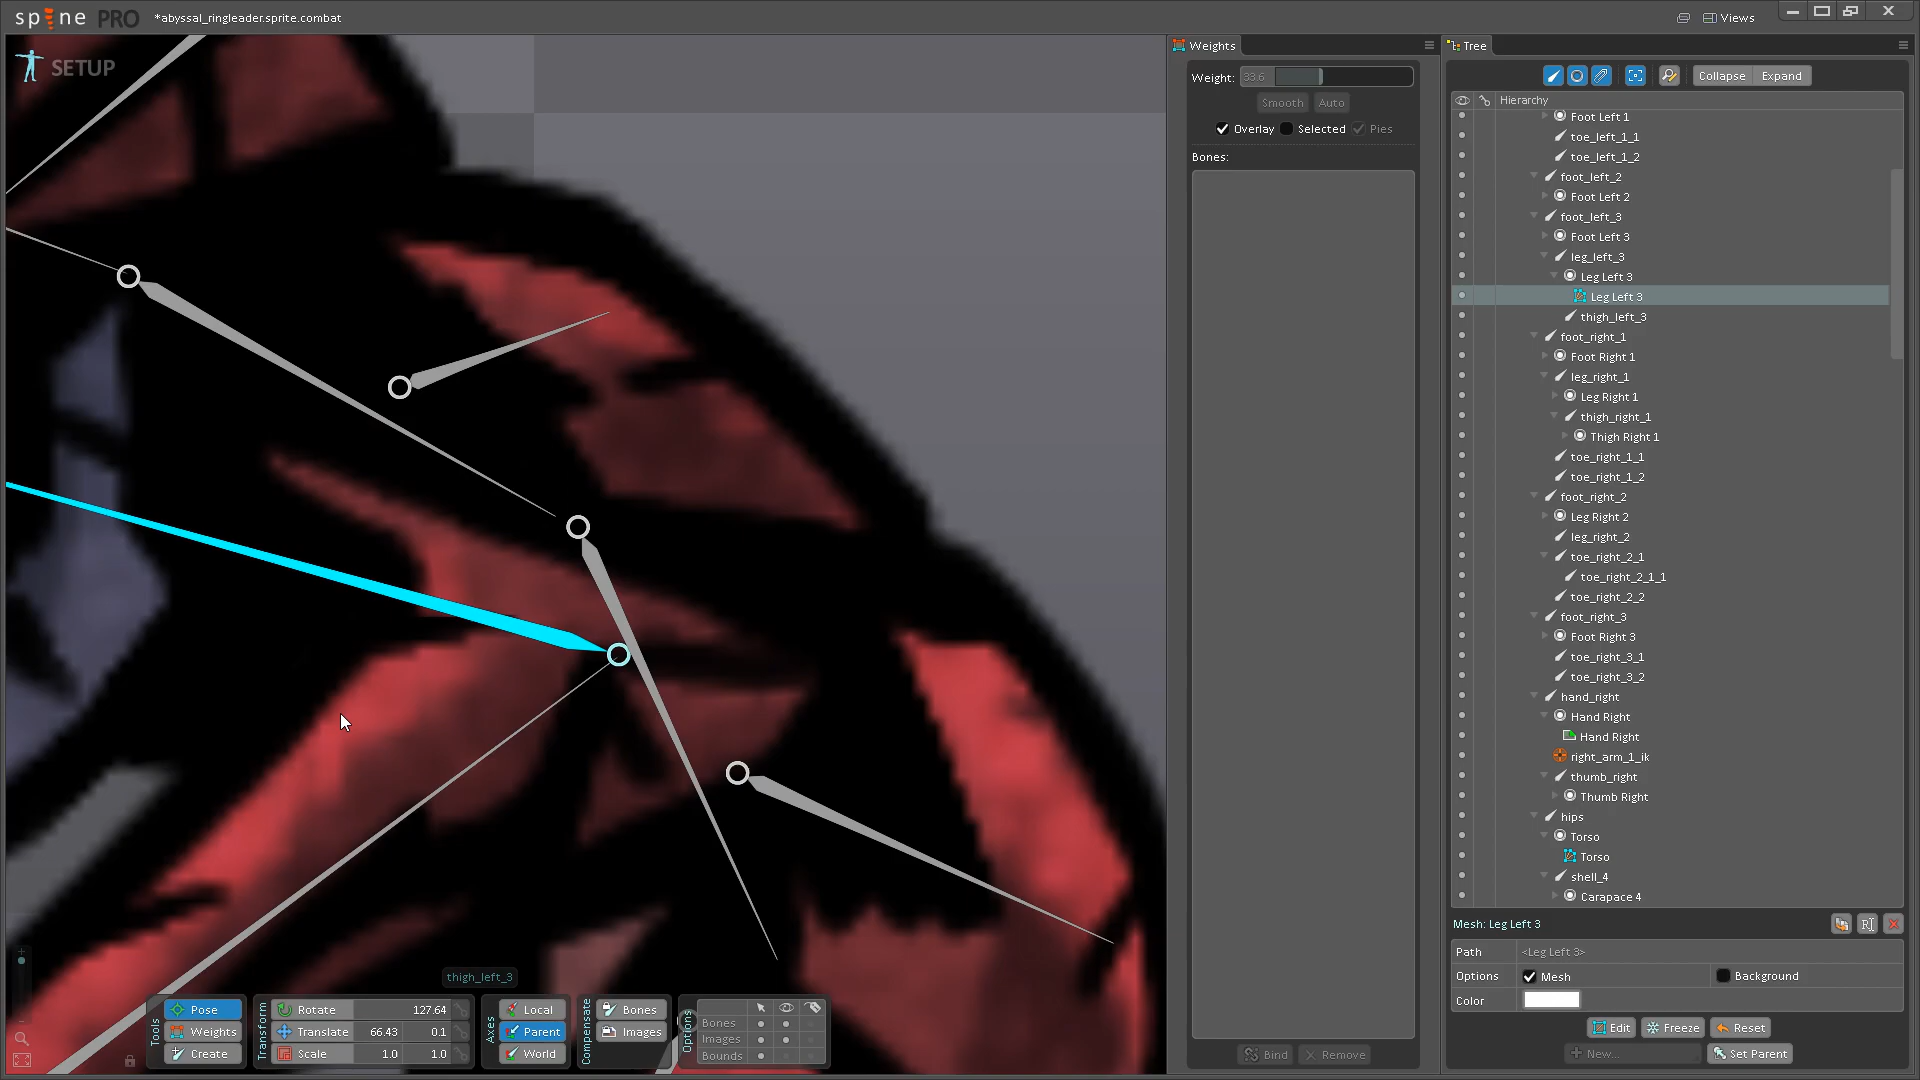 spine PRO *abyssal_ringleader.sprite.combat Views
SETUP
Weights
Weight: 33.6
Smooth Auto
Overlay Selected Pies
Bones:
Bind Remove
Tree
Collapse Expand
Hierarchy
Foot Left 1
toe_left_1_1
toe_left_1_2
foot_left_2
Foot Left 2
foot_left_3
Foot Left 3
leg_left_3
Leg Left 3
Leg Left 3
thigh_left_3
foot_right_1
Foot Right 1
leg_right_1
Leg Right 1
thigh_right_1
Thigh Right 1
toe_right_1_1
toe_right_1_2
foot_right_2
Leg Right 2
leg_right_2
toe_right_2_1
toe_right_2_1_1
toe_right_2_2
foot_right_3
Foot Right 3
toe_right_3_1
toe_right_3_2
hand_right
Hand Right
Hand Right
right_arm_1_ik
thumb_right
Thumb Right
hips
Torso
Torso
shell_4
Carapace 4
Mesh: Leg Left 3
Path <Leg Left 3>
Options Mesh Background
Color
Edit Freeze Reset
New... Set Parent
thigh_left_3
Tools
Pose
Weights
Create
Transform
Rotate 127.64
Translate 66.43 0.1
Scale 1.0 1.0
Axes
Local
Parent
World
Compensate
Bones
Images
Options
Bones
Images
Bounds